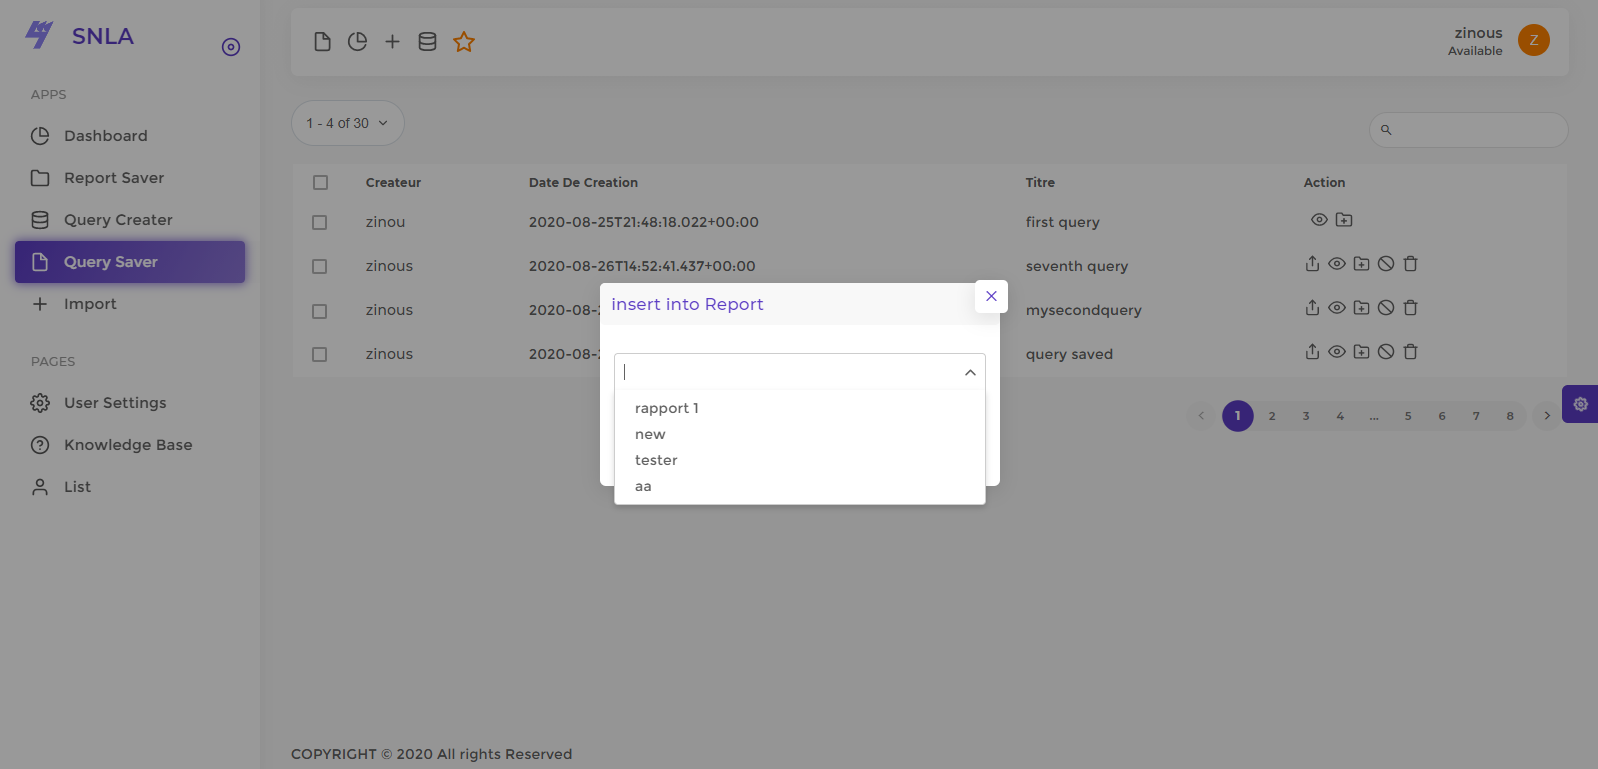 SNLA
zinous
Available
Z
APPS
Dashboard
Report Saver
Query Creater
Query Saver
Import
PAGES
User Settings
Knowledge Base
List
1 - 4 of 30
Createur Date De Creation Titre Action
zinou 2020-08-25T21:48:18.022+00:00 first query
zinous 2020-08-26T14:52:41.437+00:00 seventh query
zinous 2020-08-2 mysecondquery
zinous 2020-08-2 query saved
insert into Report
rapport 1
new
tester
aa
1 2 3 4 ... 5 6 7 8
COPYRIGHT © 2020 All rights Reserved